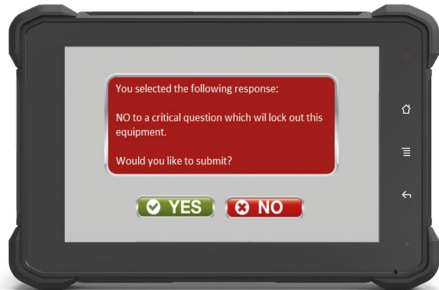 You selected the following response:
NO to a critical question which wil lock out this
equipment.
Would you like to submit?
YES
NO